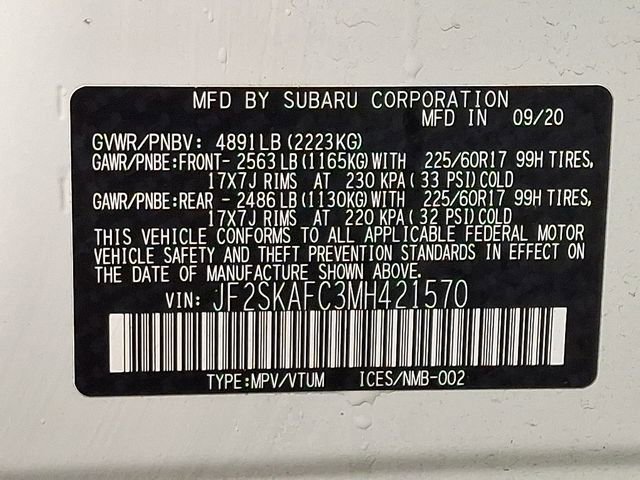 MFD BY SUBARU CORPORATION
MFD IN 09/20
GVWR/PNBV: 4891LB (2223KG)
GAWR/PNBE:FRONT- 2563 LB (1165KG) WITH 225/60R17 99H TIRES,
17X7J RIMS AT 230 KPA ( 33 PSI) COLD
GAWR/PNBE:REAR - 2486 LB (1130KG) WITH 225/60R17 99H TIRES,
17X7J RIMS AT 220 KPA ( 32 PSI) COLD
THIS VEHICLE CONFORMS TO ALL APPLICABLE FEDERAL MOTOR
VEHICLE SAFETY AND THEFT PREVENTION STANDARDS IN EFFECT ON
THE DATE OF MANUFACTURE SHOWN ABOVE.
VIN: JF2SKAFC3MH421570
TYPE:MPV/VTUM ICES/NMB-002